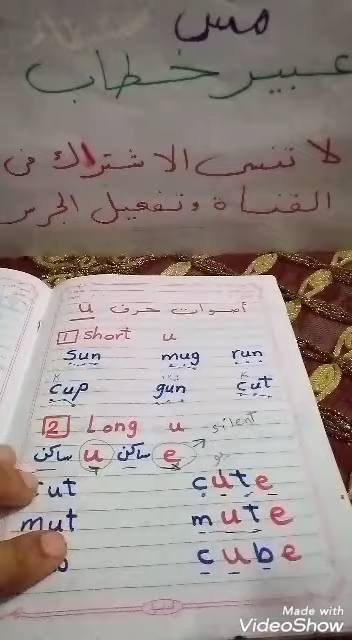 مس
عبير خطاب
لا تنسى الاشتراك فى
القناة وتفعيل الجرس
أصوات حرف u
1 Short u
Sun mug run
cup gun cut
2 Long u silent
ساكن u ساكن e
cut cute
mut mute
cube
Made with
VideoShow